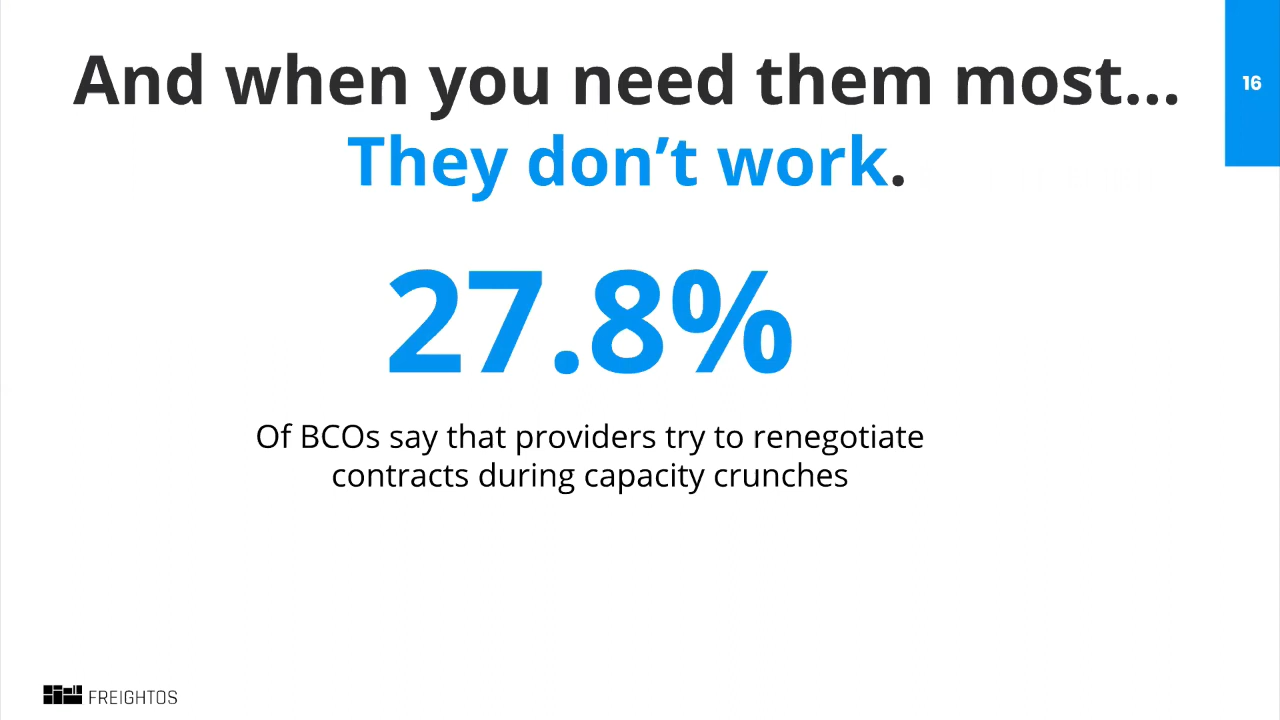 And when you need them most...
They don’t work.
16
27.8%
Of BCOs say that providers try to renegotiate
contracts during capacity crunches
FREIGHTOS